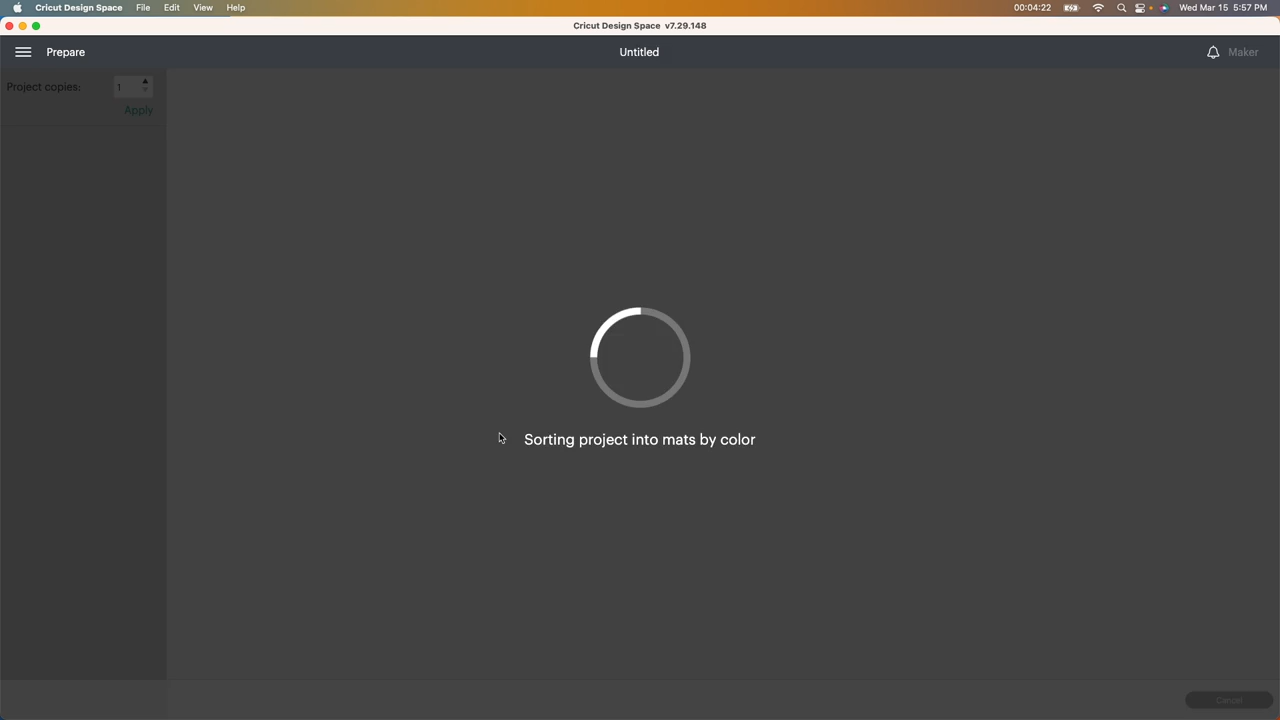 Cricut Design Space File Edit View Help 00:04:22 Wed Mar 15 5:57 PM
Cricut Design Space v7.29.148
Prepare Untitled Maker
Project copies: 1
Apply
Sorting project into mats by color
Cancel